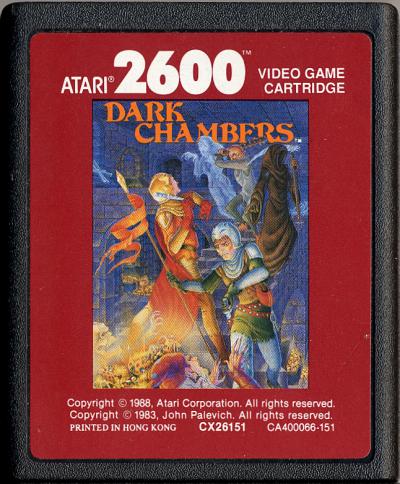 ATARI® 2600™ VIDEO GAME
CARTRIDGE
DARK
CHAMBERS™
Copyright © 1988, Atari Corporation. All rights reserved.
Copyright © 1983, John Palevich. All rights reserved.
PRINTED IN HONG KONG CX26151 CA400066-151